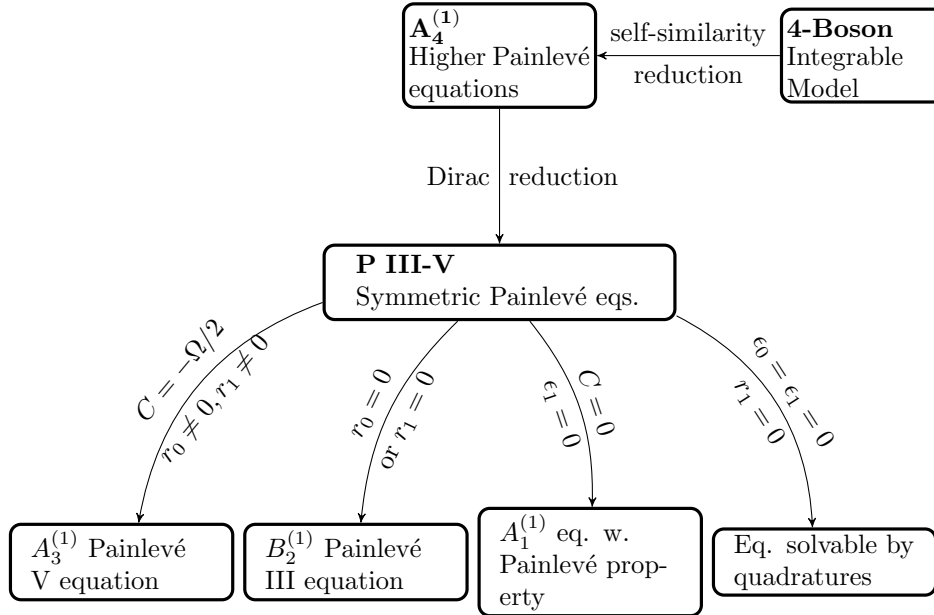 A₄⁽¹⁾
Higher Painlevé
equations
self-similarity
reduction
4-Boson
Integrable
Model
Dirac reduction
P III-V
Symmetric Painlevé eqs.
C = −Ω/2
r₀ ≠ 0, r₁ ≠ 0
r₀ = 0
or r₁ = 0
C = 0
ϵ₁ = 0
ϵ₀ = ϵ₁ = 0
r₁ = 0
A₃⁽¹⁾ Painlevé
V equation
B₂⁽¹⁾ Painlevé
III equation
A₁⁽¹⁾ eq. w.
Painlevé prop-
erty
Eq. solvable by
quadratures